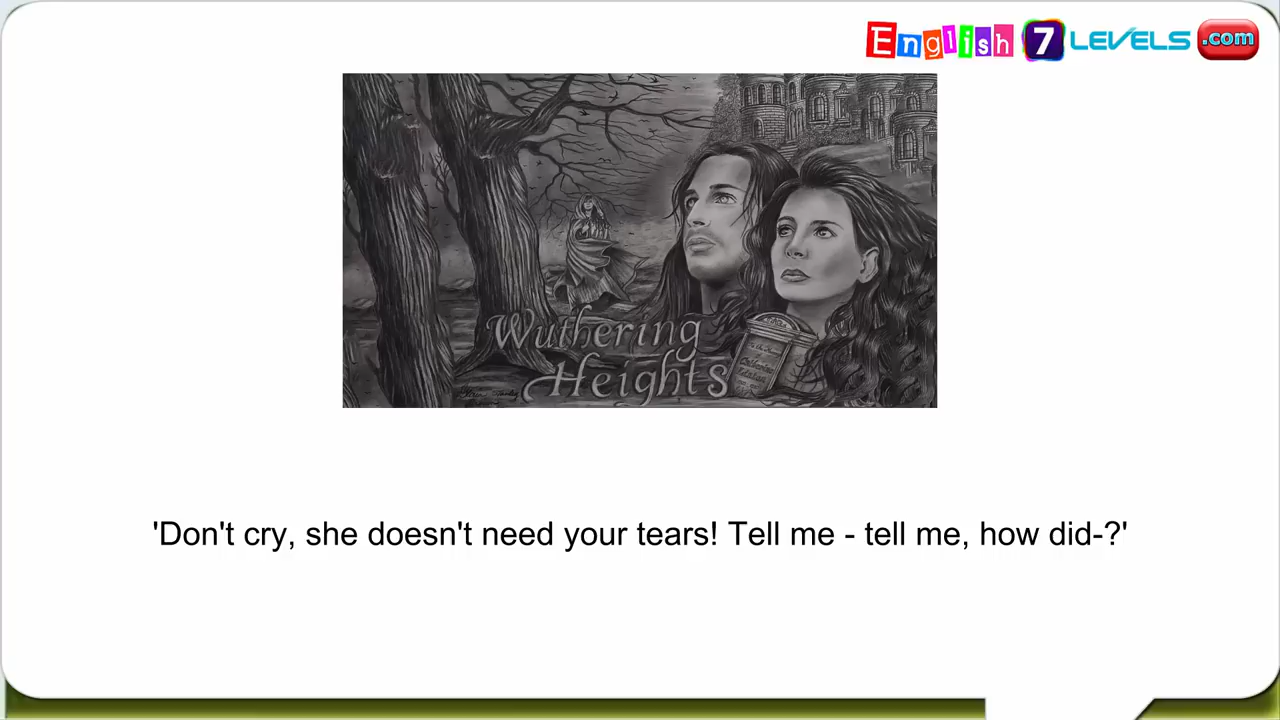 English 7 LEVELS .com
Wuthering
Heights
'Don't cry, she doesn't need your tears! Tell me - tell me, how did-?'